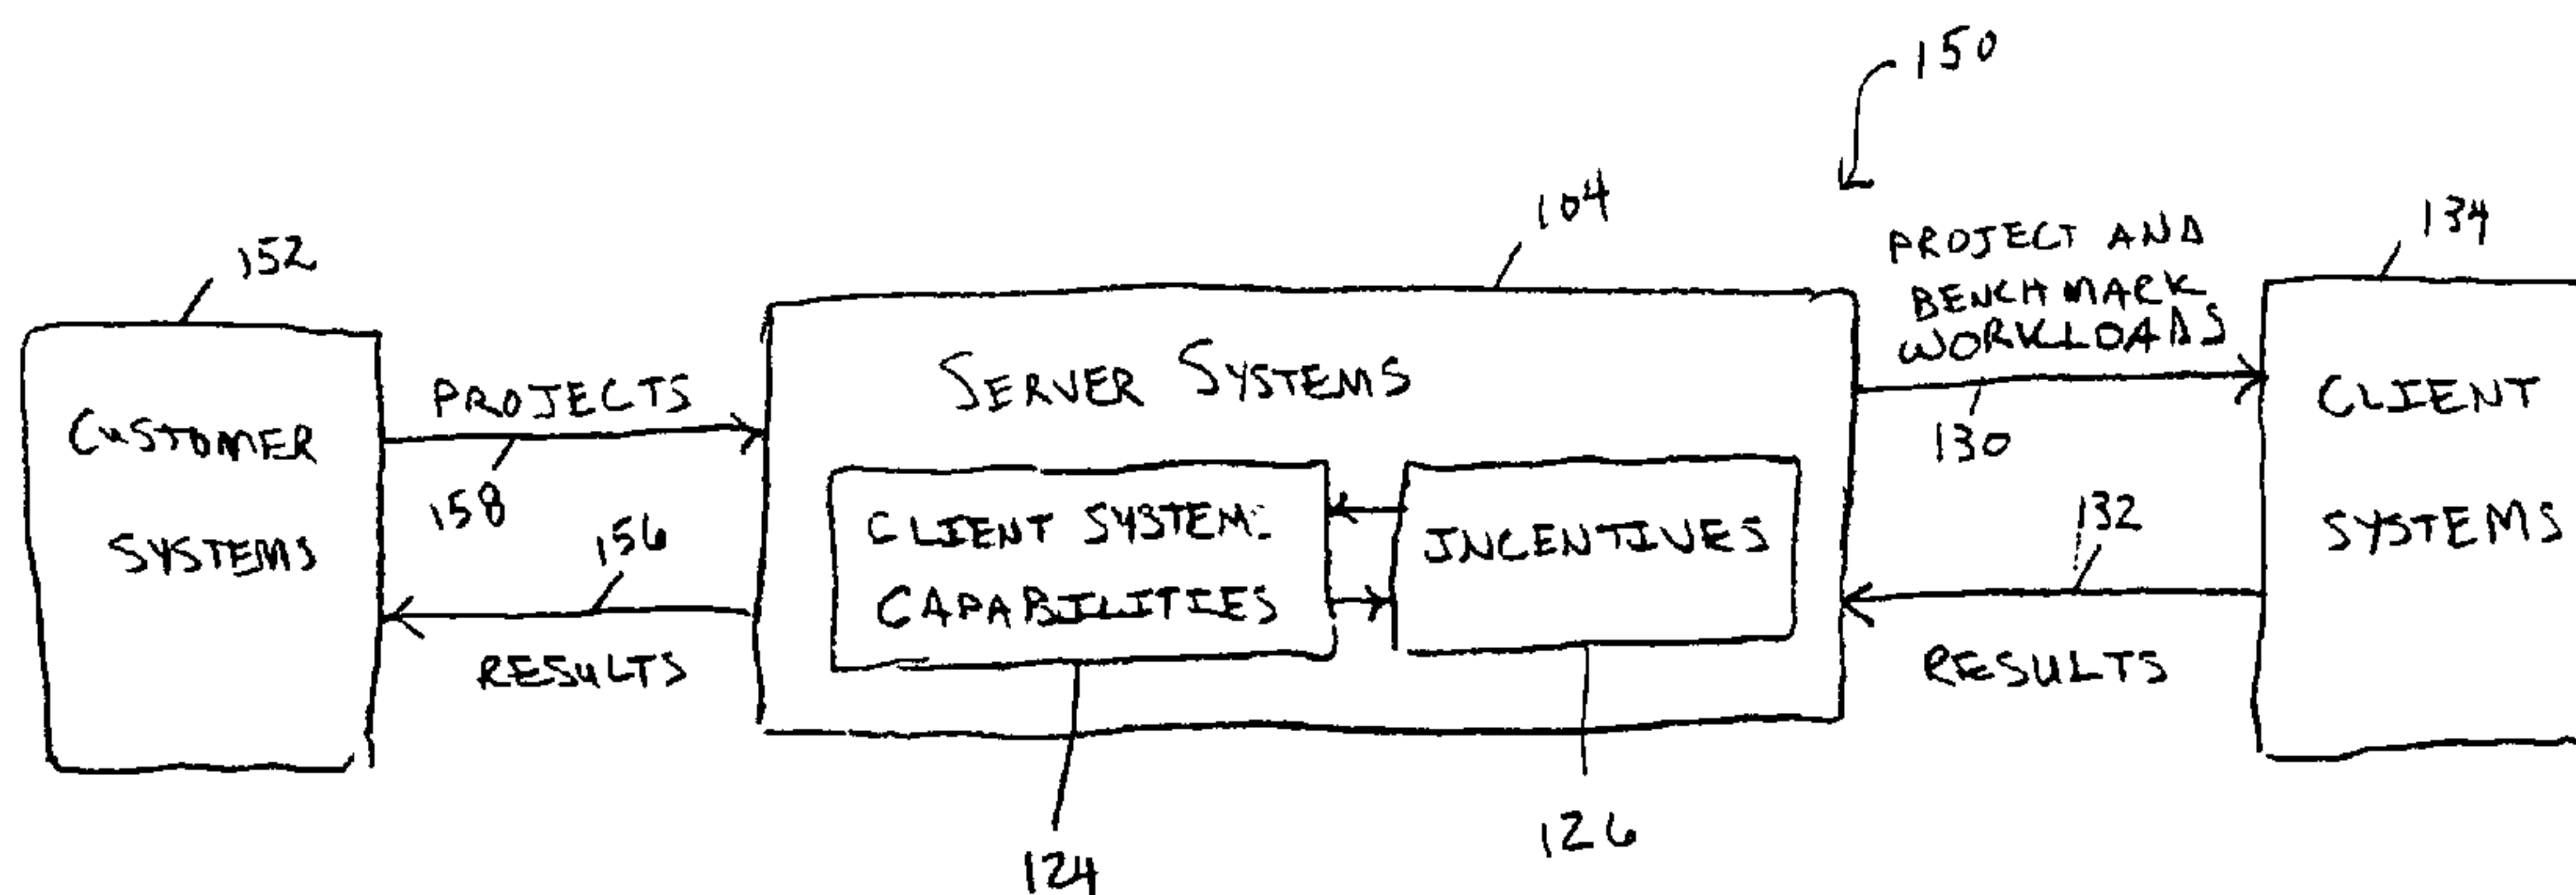 150
104
134
152
PROJECT AND
BENCHMARK
WORKLOADS
SERVER SYSTEMS
PROJECTS
CUSTOMER
SYSTEMS
CLIENT
SYSTEMS
130
158
156
132
CLIENT SYSTEM
CAPABILITIES
INCENTIVES
RESULTS
RESULTS
124
126